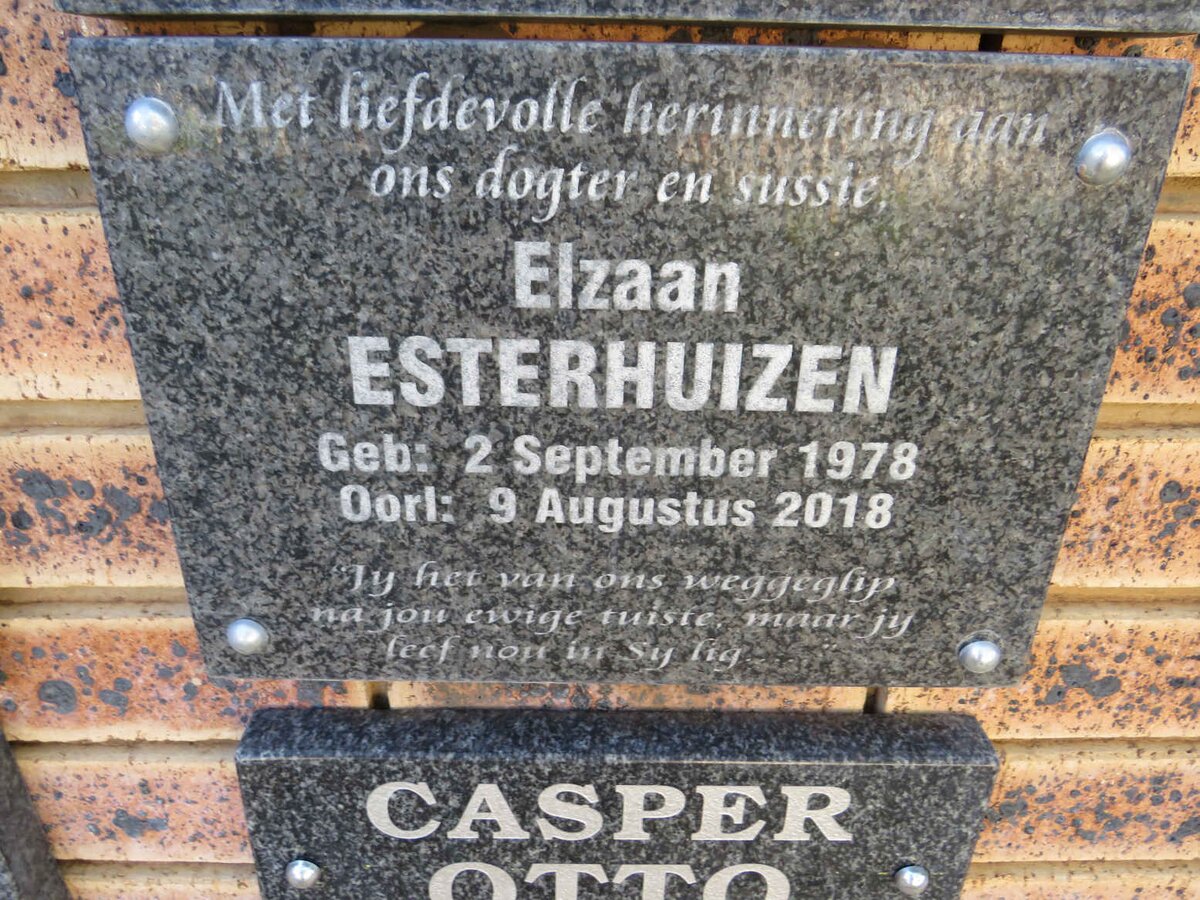 Met liefdevolle herinnering aan
ons dogter en sussie,
Elzaan
ESTERHUIZEN
Geb: 2 September 1978
Oorl: 9 Augustus 2018
"Jy het van ons weggeglip
na jou ewige tuiste, maar jy
leef nou in Sy lig......"
CASPER
OTTO